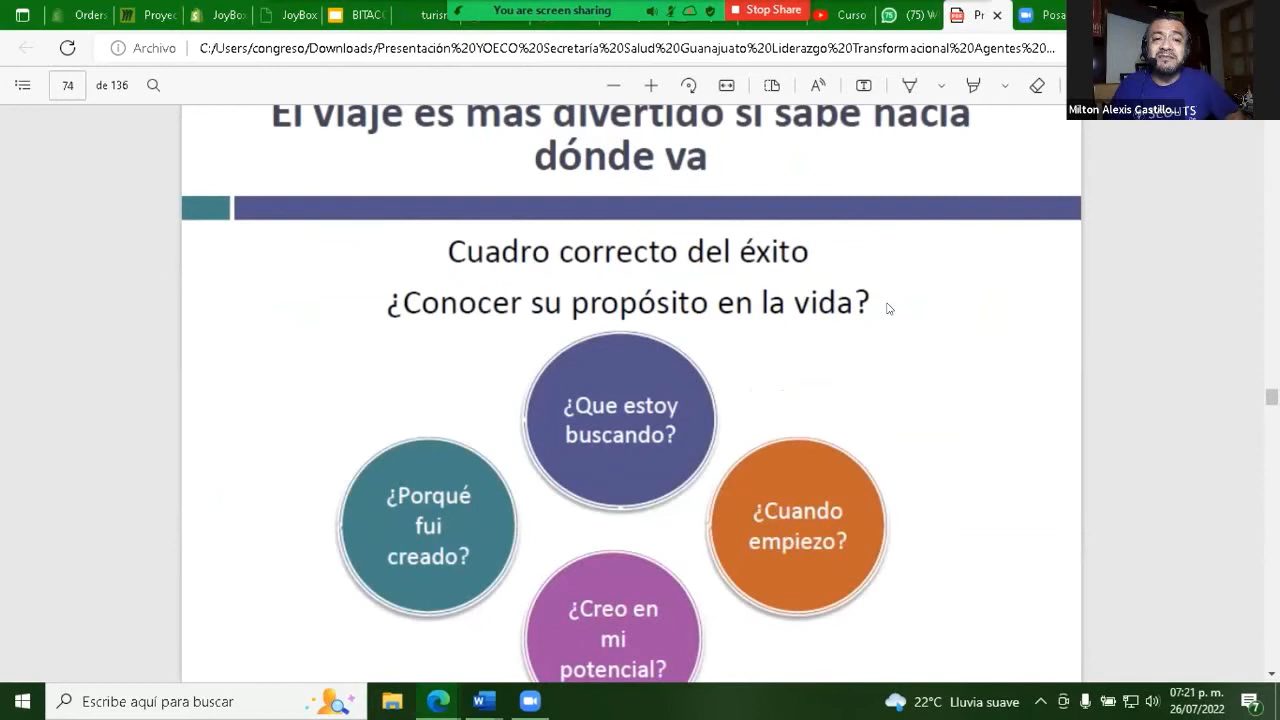 Proyec
JoyBox
JoyBox
BITACO
turism
You are screen sharing
Stop Share
Curso
(75) W
Pr
Posa
Archivo
C:/Users/congreso/Downloads/Presentación%20YOECO%20Secretaría%20Salud%20Guanajuato%20Liderazgo%20Transformacional%20Agentes%20...
74
de 136
Milton Alexis Castillo...
El viaje es mas divertido si sabe hacia
dónde va
Cuadro correcto del éxito
¿Conocer su propósito en la vida?
¿Que estoy
buscando?
¿Porqué
fui
creado?
¿Cuando
empiezo?
¿Creo en
mi
potencial?
Escribe aquí para buscar
22°C Lluvia suave
07:21 p. m.
26/07/2022
7